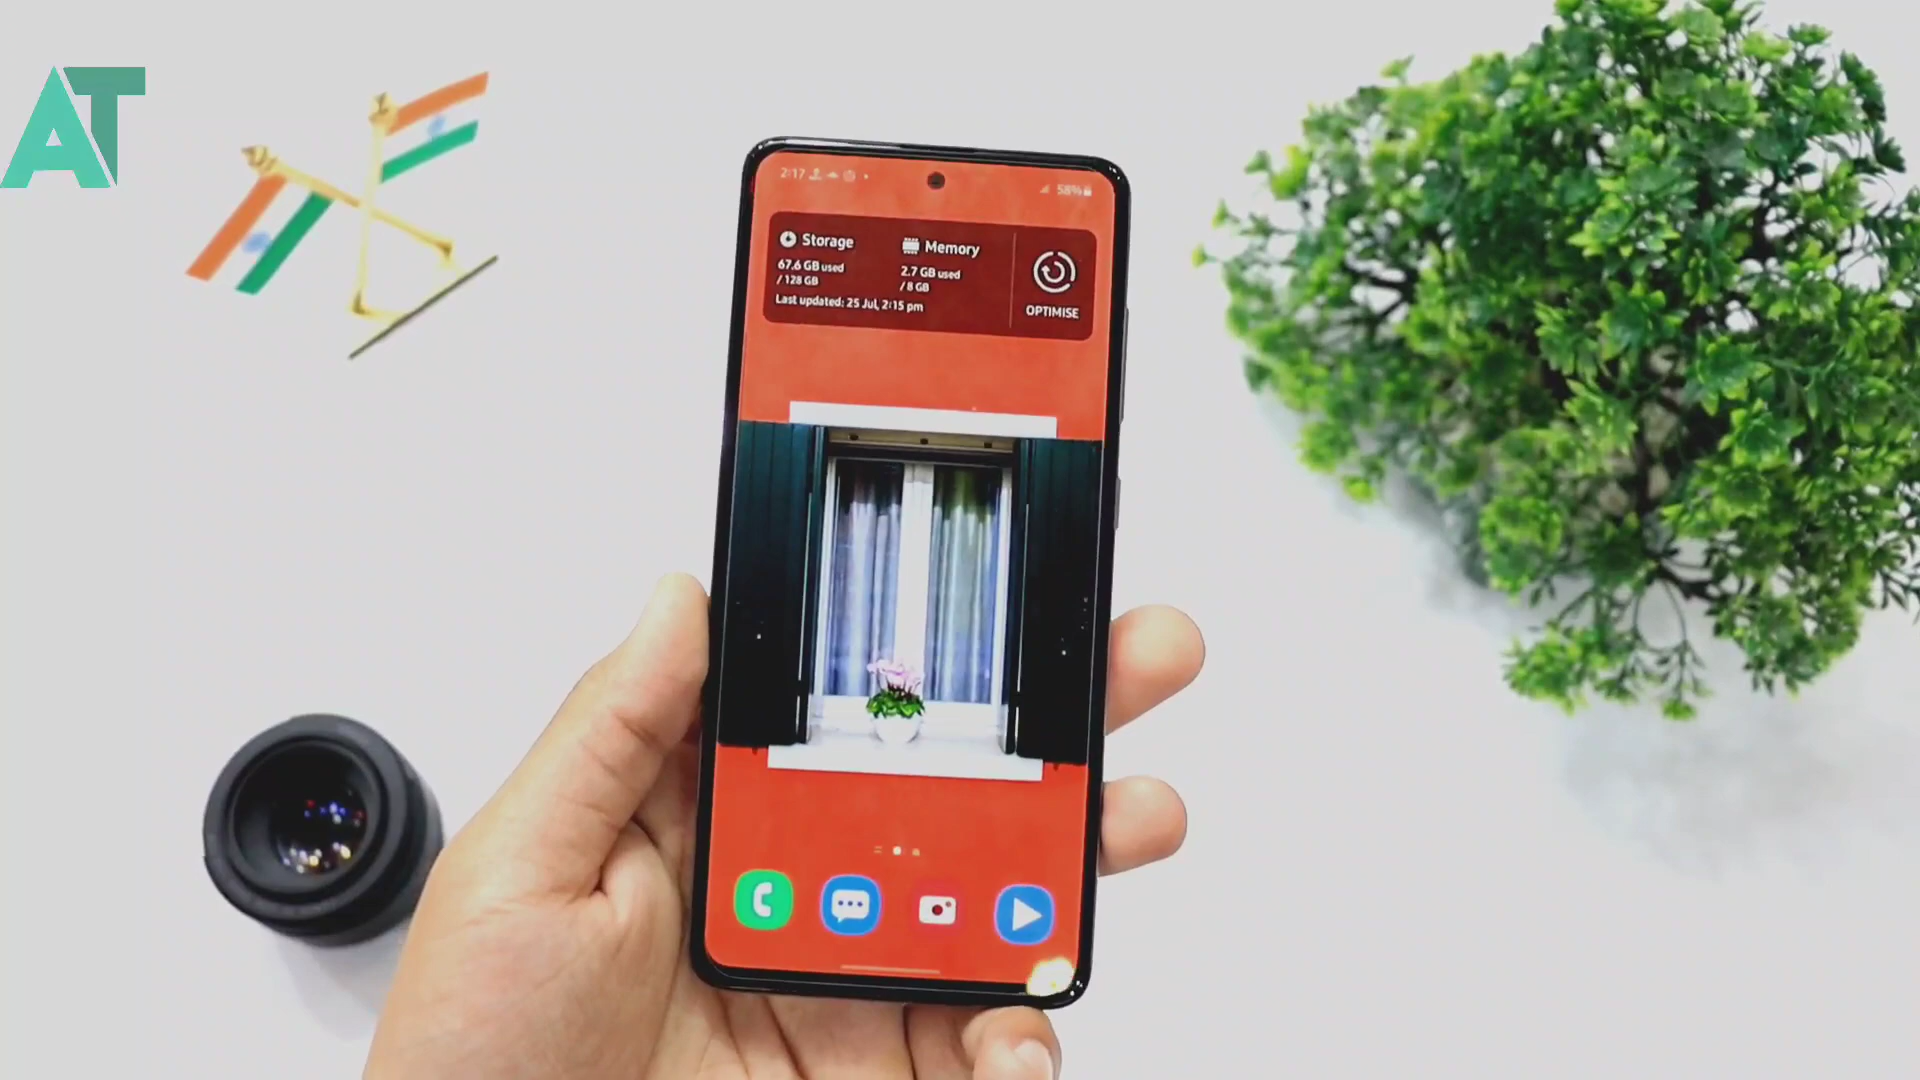 AT
2:17
58%
Storage
67.6 GB used
/ 128 GB
Memory
2.7 GB used
/ 8 GB
Last updated: 25 Jul, 2:15 pm
OPTIMISE